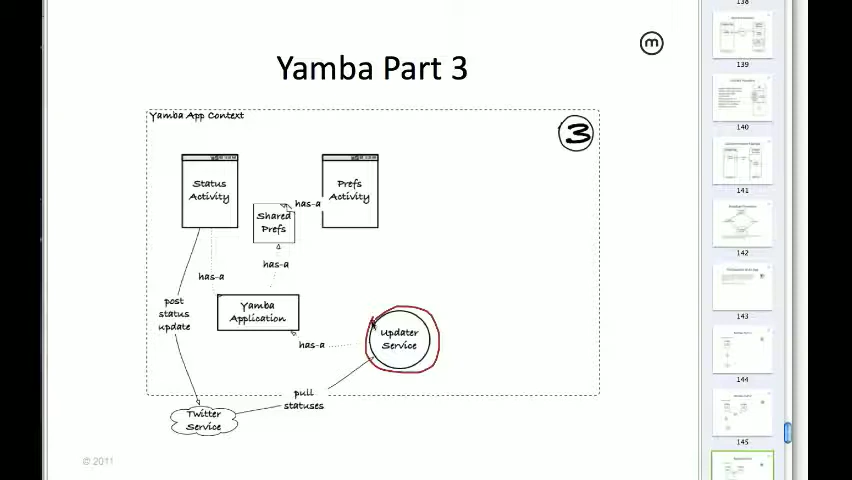 Yamba Part 3
m
Yamba App Context
3
Status
Activity
Prefs
Activity
has-a
Shared
Prefs
has-a
has-a
post
status
update
Yamba
Application
Updater
Service
has-a
pull
statuses
Twitter
Service
© 2011
138
139
140
141
142
143
144
145